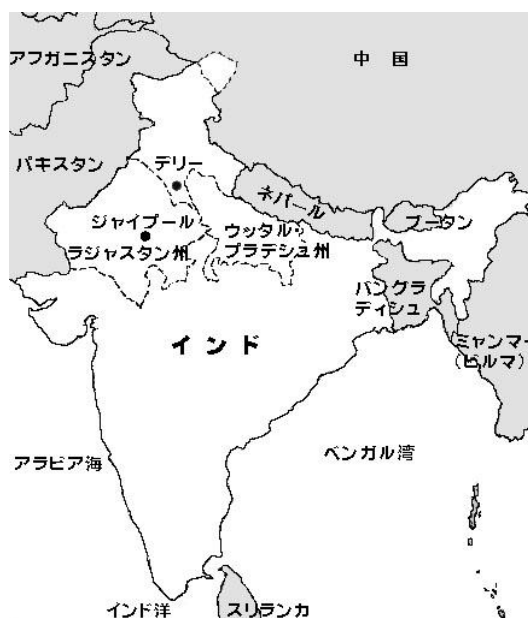 アフガニスタン
中国
パキスタン
デリー
ネパール
ジャイプール
ラジャスタン州
ウッタル
プラデシュ州
ブータン
バングラ
ディシュ
インド
ミャンマー
(ビルマ)
アラビア海
ベンガル湾
インド洋
スリランカ